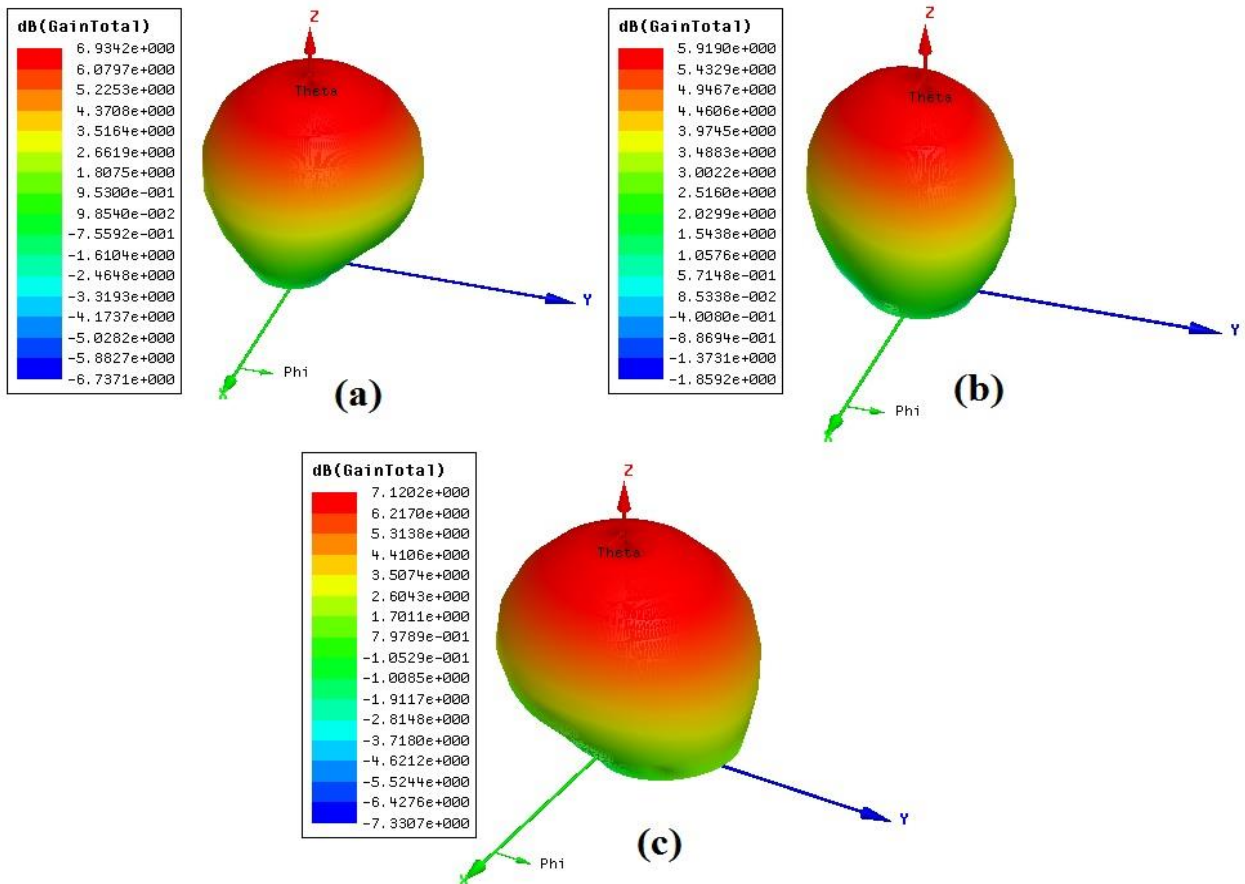 dB(GainTotal)
6.9342e+000
6.0797e+000
5.2253e+000
4.3708e+000
3.5164e+000
2.6619e+000
1.8075e+000
9.5300e-001
9.8540e-002
-7.5592e-001
-1.6104e+000
-2.4648e+000
-3.3193e+000
-4.1737e+000
-5.0282e+000
-5.8827e+000
-6.7371e+000
Z
Theta
Y
Phi
X
(a)
dB(GainTotal)
5.9190e+000
5.4329e+000
4.9467e+000
4.4606e+000
3.9745e+000
3.4883e+000
3.0022e+000
2.5160e+000
2.0299e+000
1.5438e+000
1.0576e+000
5.7148e-001
8.5338e-002
-4.0080e-001
-8.8694e-001
-1.3731e+000
-1.8592e+000
Z
Theta
Y
Phi
X
(b)
dB(GainTotal)
7.1202e+000
6.2170e+000
5.3138e+000
4.4106e+000
3.5074e+000
2.6043e+000
1.7011e+000
7.9789e-001
-1.0529e-001
-1.0085e+000
-1.9117e+000
-2.8148e+000
-3.7180e+000
-4.6212e+000
-5.5244e+000
-6.4276e+000
-7.3307e+000
Z
Theta
Y
Phi
X
(c)